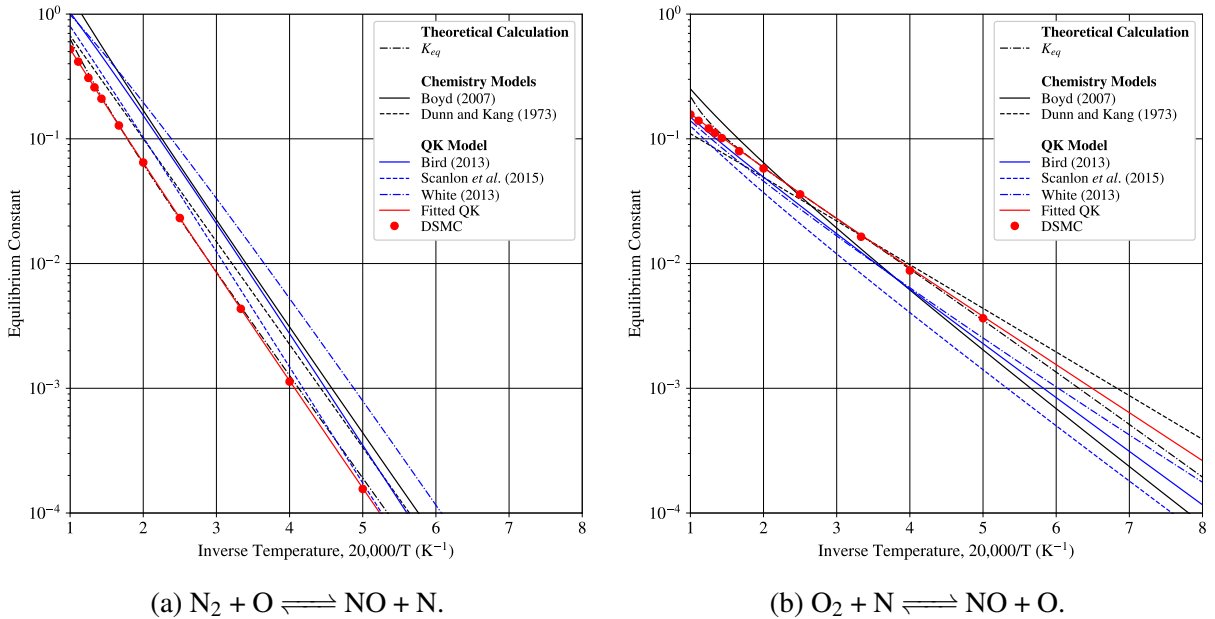 10⁰
10⁻¹
10⁻²
10⁻³
10⁻⁴
Equilibrium Constant
1 2 3 4 5 6 7 8
Inverse Temperature, 20,000/T (K⁻¹)
Theoretical Calculation
K_eq
Chemistry Models
Boyd (2007)
Dunn and Kang (1973)
QK Model
Bird (2013)
Scanlon et al. (2015)
White (2013)
Fitted QK
DSMC
(a) N₂ + O ⇌ NO + N.
10⁰
10⁻¹
10⁻²
10⁻³
10⁻⁴
Equilibrium Constant
1 2 3 4 5 6 7 8
Inverse Temperature, 20,000/T (K⁻¹)
Theoretical Calculation
K_eq
Chemistry Models
Boyd (2007)
Dunn and Kang (1973)
QK Model
Bird (2013)
Scanlon et al. (2015)
White (2013)
Fitted QK
DSMC
(b) O₂ + N ⇌ NO + O.